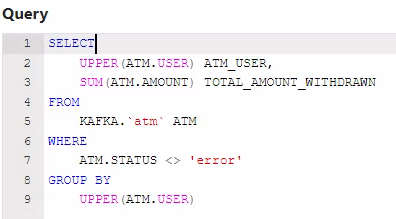 Query
1 SELECT
2 UPPER(ATM.USER) ATM_USER,
3 SUM(ATM.AMOUNT) TOTAL_AMOUNT_WITHDRAWN
4 FROM
5 KAFKA.`atm` ATM
6 WHERE
7 ATM.STATUS <> 'error'
8 GROUP BY
9 UPPER(ATM.USER)